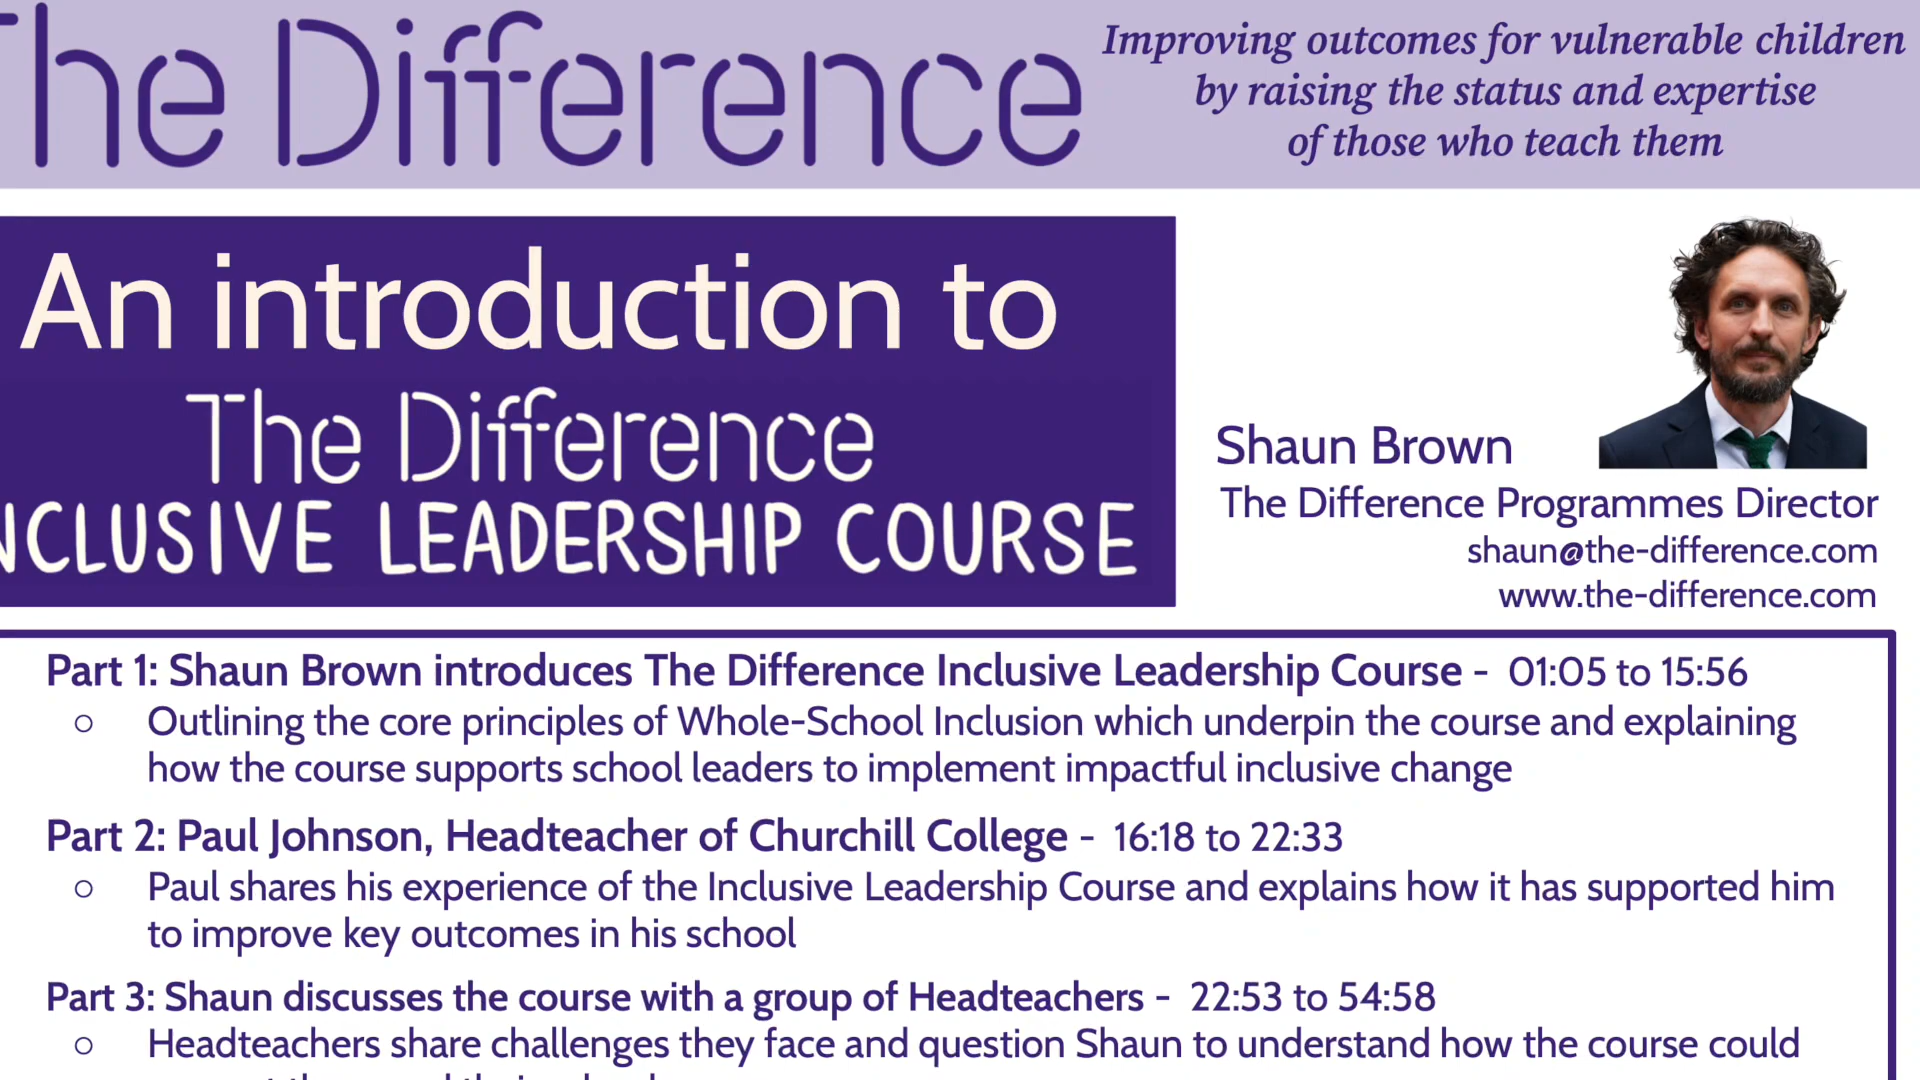 The Difference
Improving outcomes for vulnerable children
by raising the status and expertise
of those who teach them
An introduction to
The Difference
INCLUSIVE LEADERSHIP COURSE
Shaun Brown
The Difference Programmes Director
shaun@the-difference.com
www.the-difference.com
Part 1: Shaun Brown introduces The Difference Inclusive Leadership Course - 01:05 to 15:56
○ Outlining the core principles of Whole-School Inclusion which underpin the course and explaining
how the course supports school leaders to implement impactful inclusive change
Part 2: Paul Johnson, Headteacher of Churchill College - 16:18 to 22:33
○ Paul shares his experience of the Inclusive Leadership Course and explains how it has supported him
to improve key outcomes in his school
Part 3: Shaun discusses the course with a group of Headteachers - 22:53 to 54:58
○ Headteachers share challenges they face and question Shaun to understand how the course could